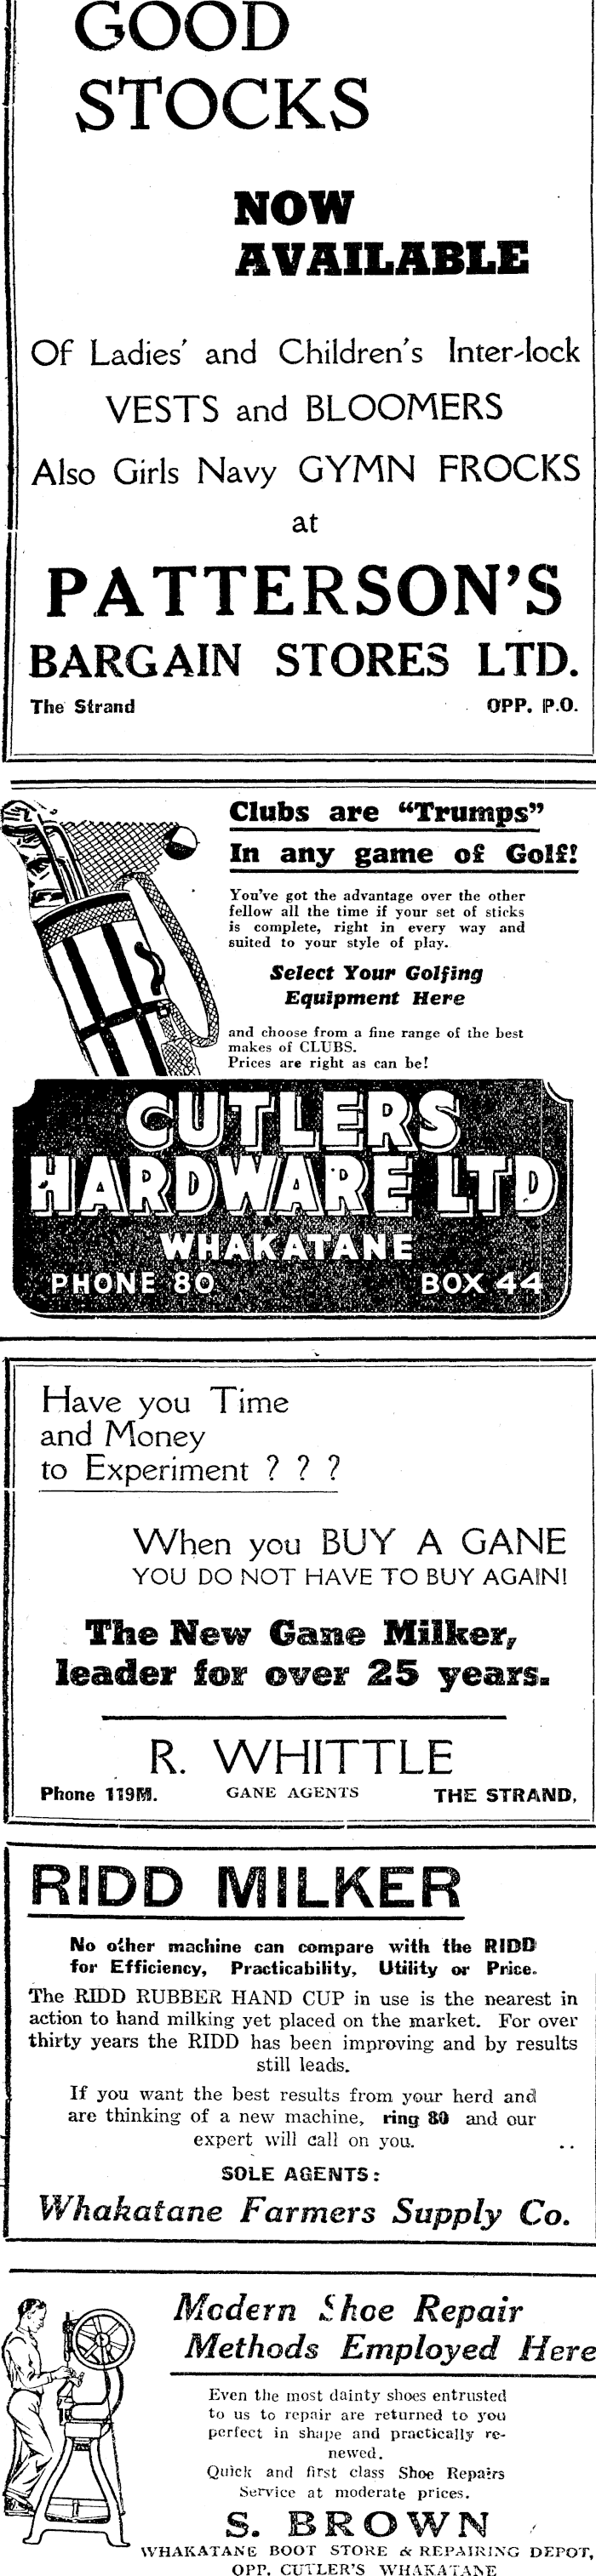 GOOD
STOCKS
NOW
AVAILABLE
Of Ladies' and Children's Inter-lock
VESTS and BLOOMERS
Also Girls Navy GYMN FROCKS
at
PATTERSON'S
BARGAIN STORES LTD.
The Strand OPP. P.O.
Clubs are "Trumps"
In any game of Golf!
You've got the advantage over the other
fellow all the time if your set of sticks
is complete, right in every way and
suited to your style of play.
Select Your Golfing
Equipment Here
and choose from a fine range of the best
makes of CLUBS.
Prices are right as can be!
CUTLERS
HARDWARE LTD
WHAKATANE
PHONE 80 BOX 44
Have you Time
and Money
to Experiment ? ? ?
When you BUY A GANE
YOU DO NOT HAVE TO BUY AGAIN!
The New Gane Milker,
leader for over 25 years.
R. WHITTLE
Phone 119M. GANE AGENTS THE STRAND,
RIDD MILKER
No other machine can compare with the RIDD
for Efficiency, Practicability, Utility or Price.
The RIDD RUBBER HAND CUP in use is the nearest in
action to hand milking yet placed on the market. For over
thirty years the RIDD has been improving and by results
still leads.
If you want the best results from your herd and
are thinking of a new machine, ring 80 and our
expert will call on you.
SOLE AGENTS:
Whakatane Farmers Supply Co.
Modern Shoe Repair
Methods Employed Here
Even the most dainty shoes entrusted
to us to repair are returned to you
perfect in shape and practically re-
newed.
Quick and first class Shoe Repairs
Service at moderate prices.
S. BROWN
WHAKATANE BOOT STORE & REPAIRING DEPOT,
OPP. CUTLER'S WHAKATANE